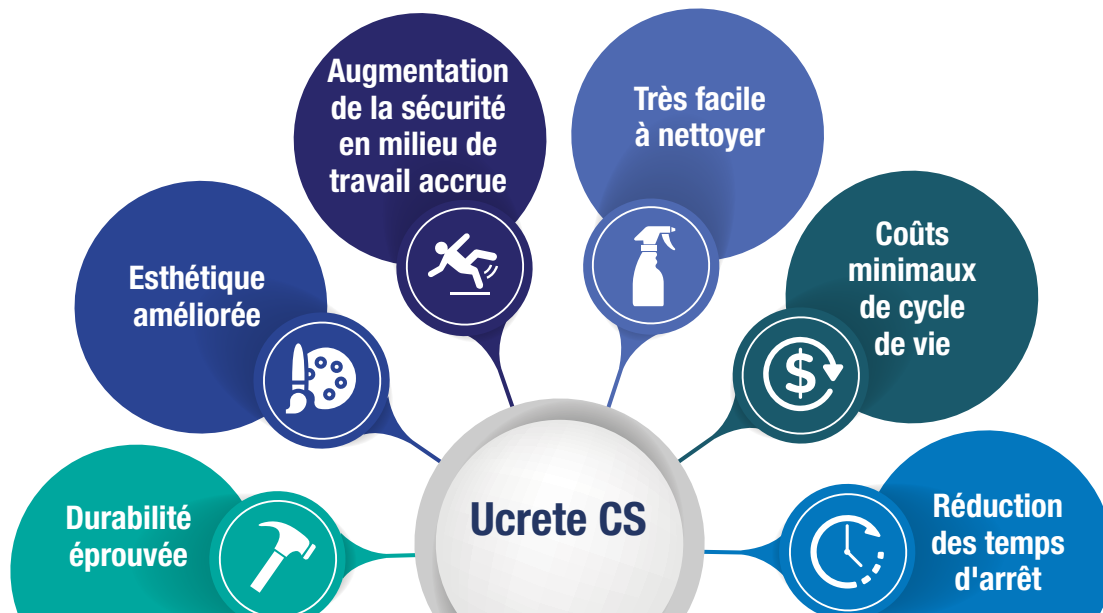 Augmentation
de la sécurité
en milieu de
travail accrue
Très facile
à nettoyer
Esthétique
améliorée
Coûts
minimaux
de cycle
de vie
$
Durabilité
éprouvée
Ucrete CS
Réduction
des temps
d'arrêt